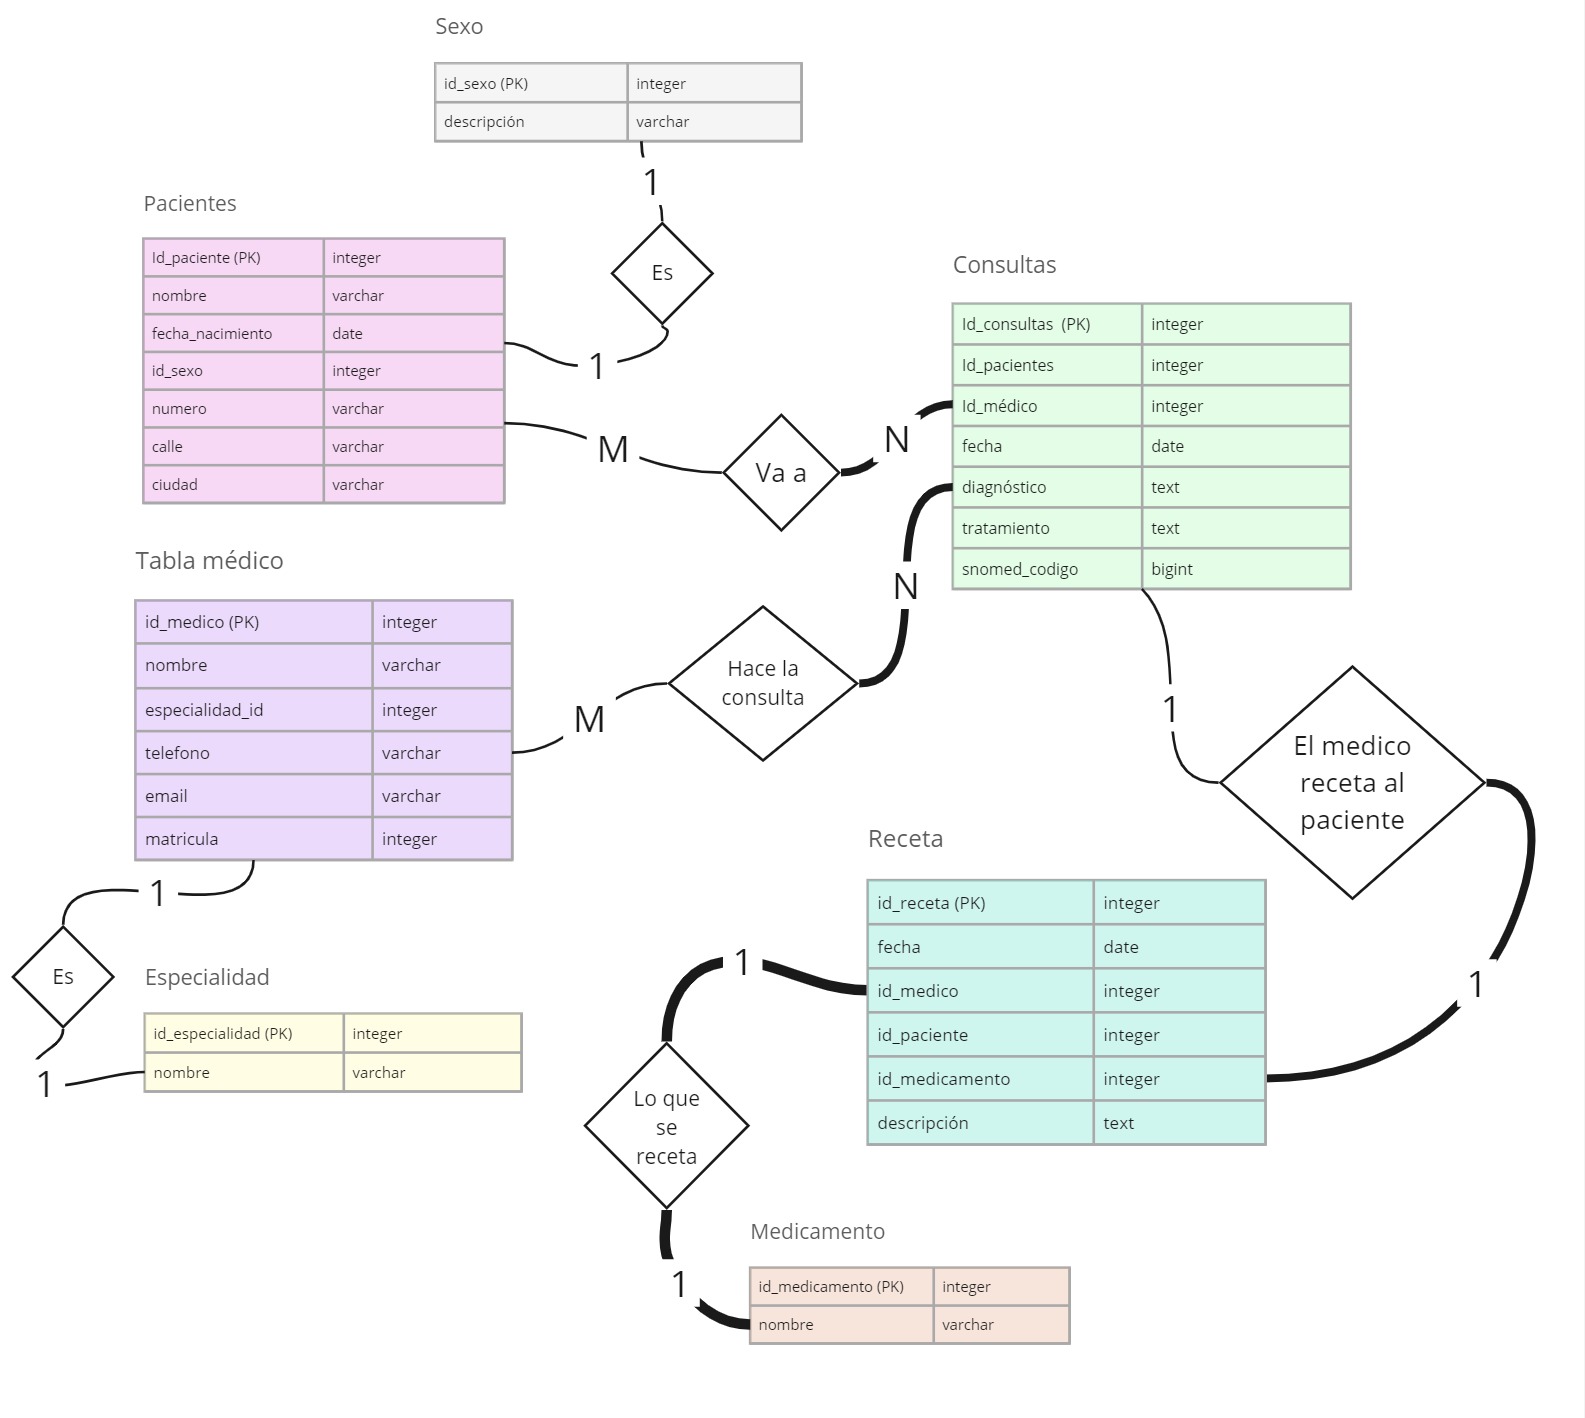 Sexo
id_sexo (PK) integer
descripción varchar
1
Es
1
Pacientes
Id_paciente (PK) integer
nombre varchar
fecha_nacimiento date
id_sexo integer
numero varchar
calle varchar
ciudad varchar
M
Va a
N
Consultas
Id_consultas (PK) integer
Id_pacientes integer
Id_médico integer
fecha date
diagnóstico text
tratamiento text
snomed_codigo bigint
Tabla médico
id_medico (PK) integer
nombre varchar
especialidad_id integer
telefono varchar
email varchar
matricula integer
M
Hace la
consulta
N
1
El medico
receta al
paciente
1
1
Es
1
Especialidad
id_especialidad (PK) integer
nombre varchar
Receta
id_receta (PK) integer
fecha date
id_medico integer
id_paciente integer
id_medicamento integer
descripción text
1
Lo que
se
receta
1
Medicamento
id_medicamento (PK) integer
nombre varchar